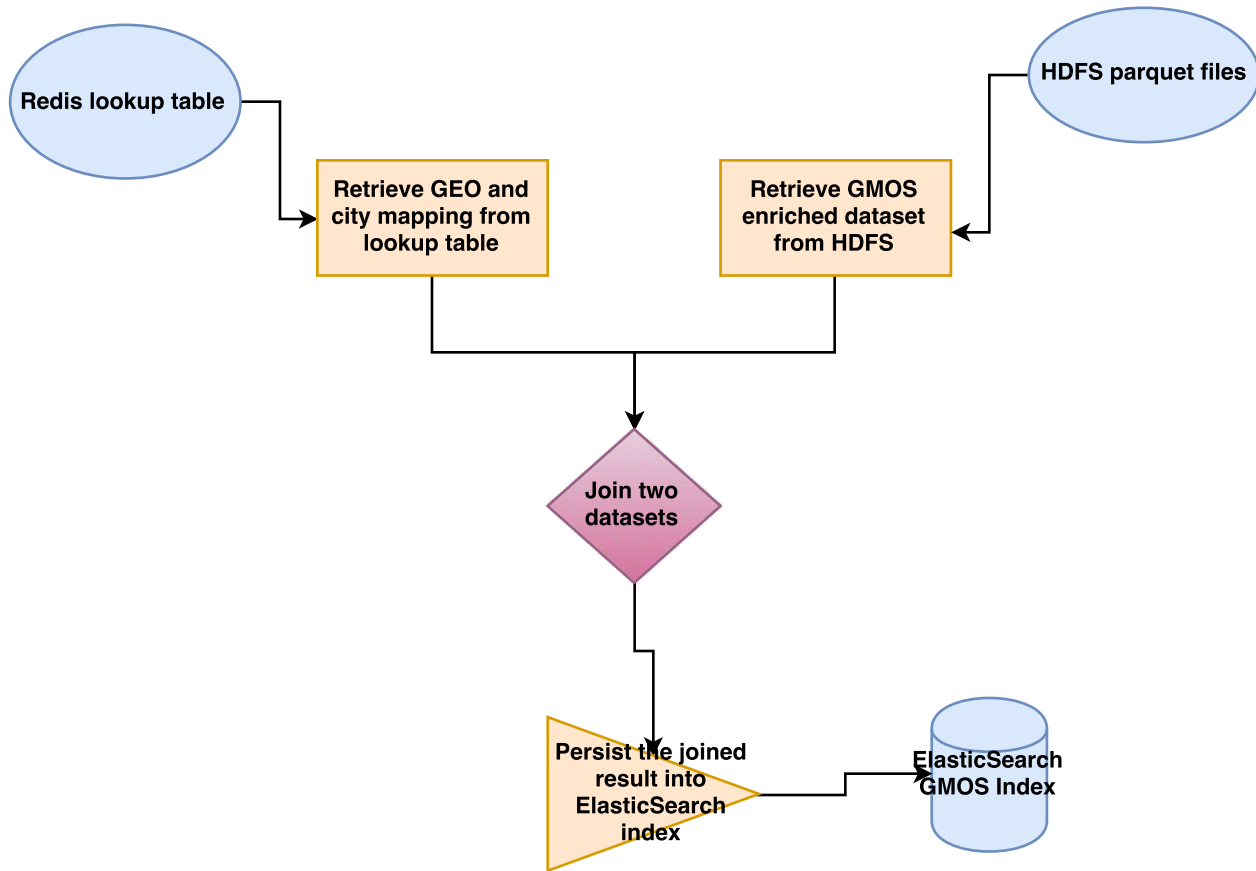 Redis lookup table
HDFS parquet files
Retrieve GEO and
city mapping from
lookup table
Retrieve GMOS
enriched dataset
from HDFS
Join two
datasets
Persist the joined
result into
ElasticSearch
index
ElasticSearch
GMOS Index